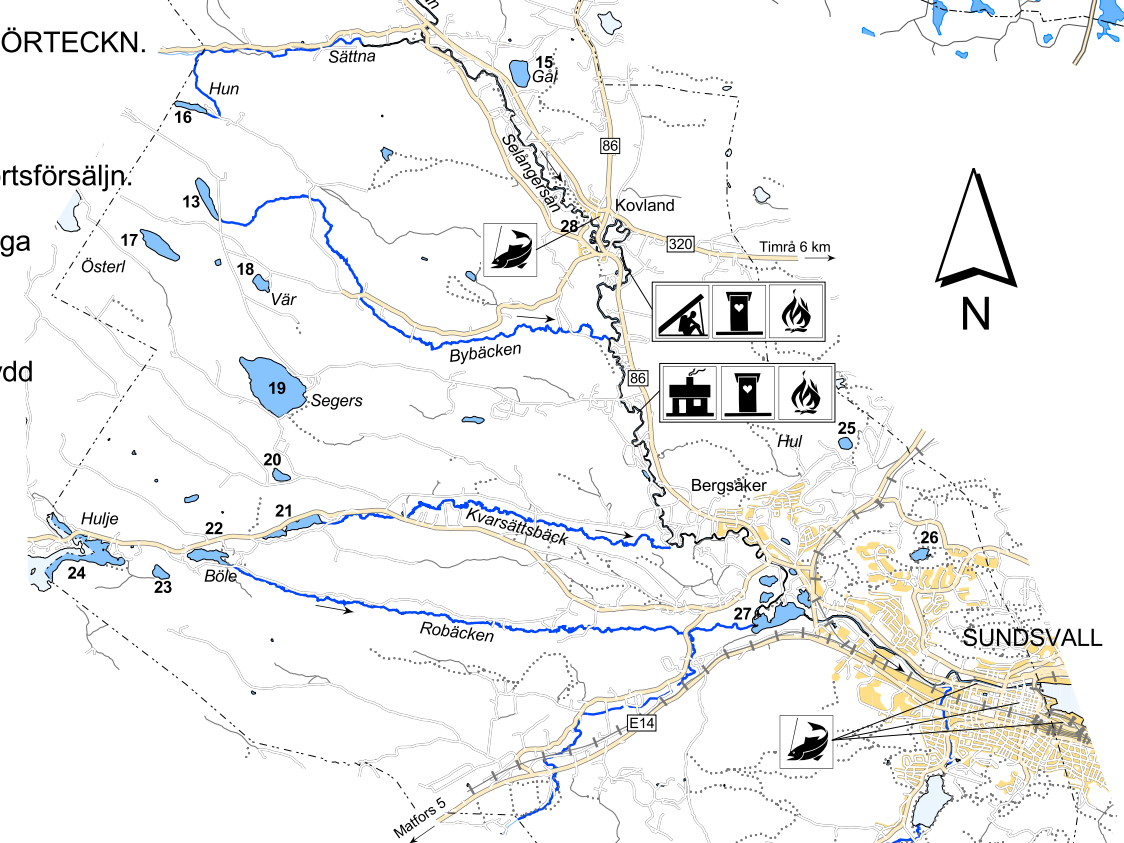 ÖRTECKN.
Sättna
15
Gål
Hun
16
86
Selångersån
rtsförsäljn.
13
Kovland
28
17
ga
320
Timrå 6 km
Österl
18
Vär
N
Bybäcken
ydd
86
19
Segers
25
Hul
20
Bergsåker
21
Hulje
22
Kvarsättsbäck
26
24
23
Böle
27
Robäcken
SUNDSVALL
E14
Matfors 5